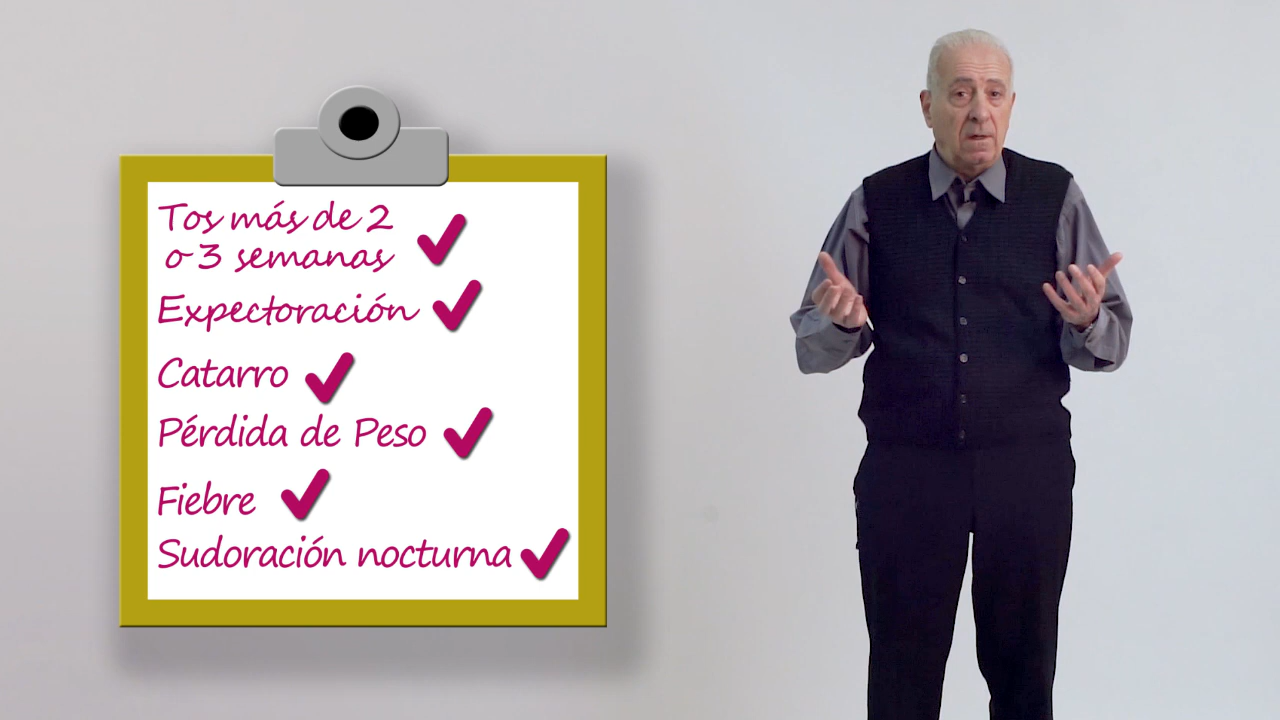 Tos más de 2
o 3 semanas
Expectoración
Catarro
Pérdida de Peso
Fiebre
Sudoración nocturna